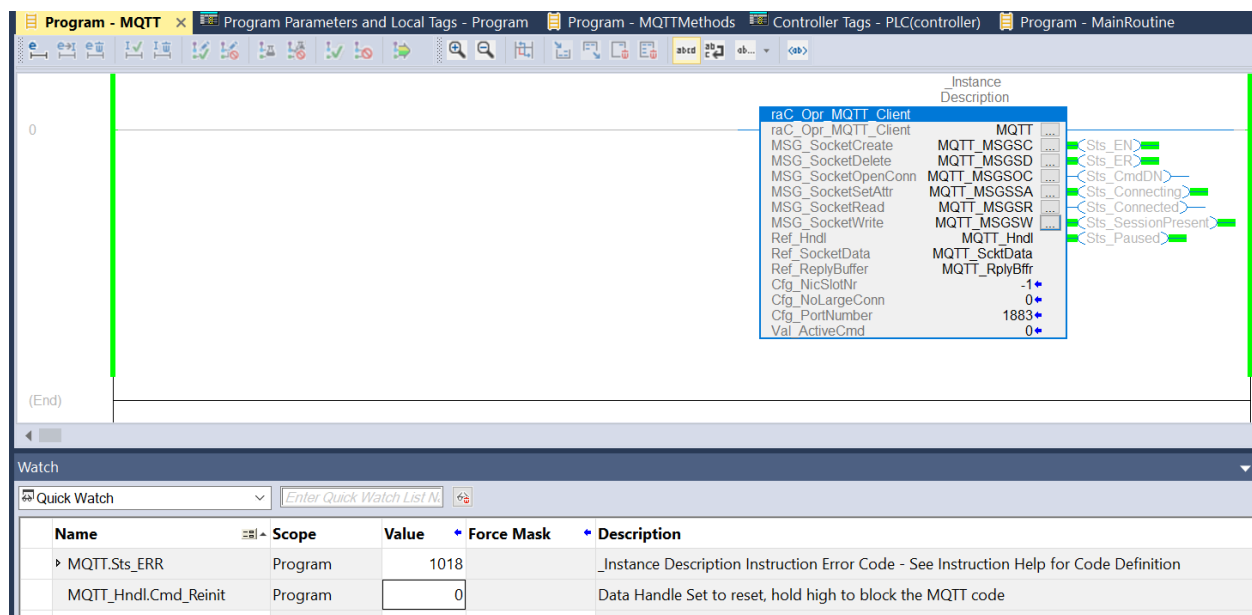 Program - MQTT × Program Parameters and Local Tags - Program Program - MQTTMethods Controller Tags - PLC(controller) Program - MainRoutine
abcd ab... <ab>
_Instance
Description
raC_Opr_MQTT_Client
0
raC_Opr_MQTT_Client MQTT ...
MSG_SocketCreate MQTT_MSGSC ... Sts_EN
MSG_SocketDelete MQTT_MSGSD ... Sts_ER
MSG_SocketOpenConn MQTT_MSGSOC ... Sts_CmdDN
MSG_SocketSetAttr MQTT_MSGSSA ... Sts_Connecting
MSG_SocketRead MQTT_MSGSR ... Sts_Connected
MSG_SocketWrite MQTT_MSGSW ... Sts_SessionPresent
Ref_Hndl MQTT_Hndl Sts_Paused
Ref_SocketData MQTT_ScktData
Ref_ReplyBuffer MQTT_RplyBffr
Cfg_NicSlotNr -1
Cfg_NoLargeConn 0
Cfg_PortNumber 1883
Val_ActiveCmd 0
(End)
Watch
Quick Watch Enter Quick Watch List N
Name Scope Value Force Mask Description
MQTT.Sts_ERR Program 1018 _Instance Description Instruction Error Code - See Instruction Help for Code Definition
MQTT_Hndl.Cmd_Reinit Program 0 Data Handle Set to reset, hold high to block the MQTT code